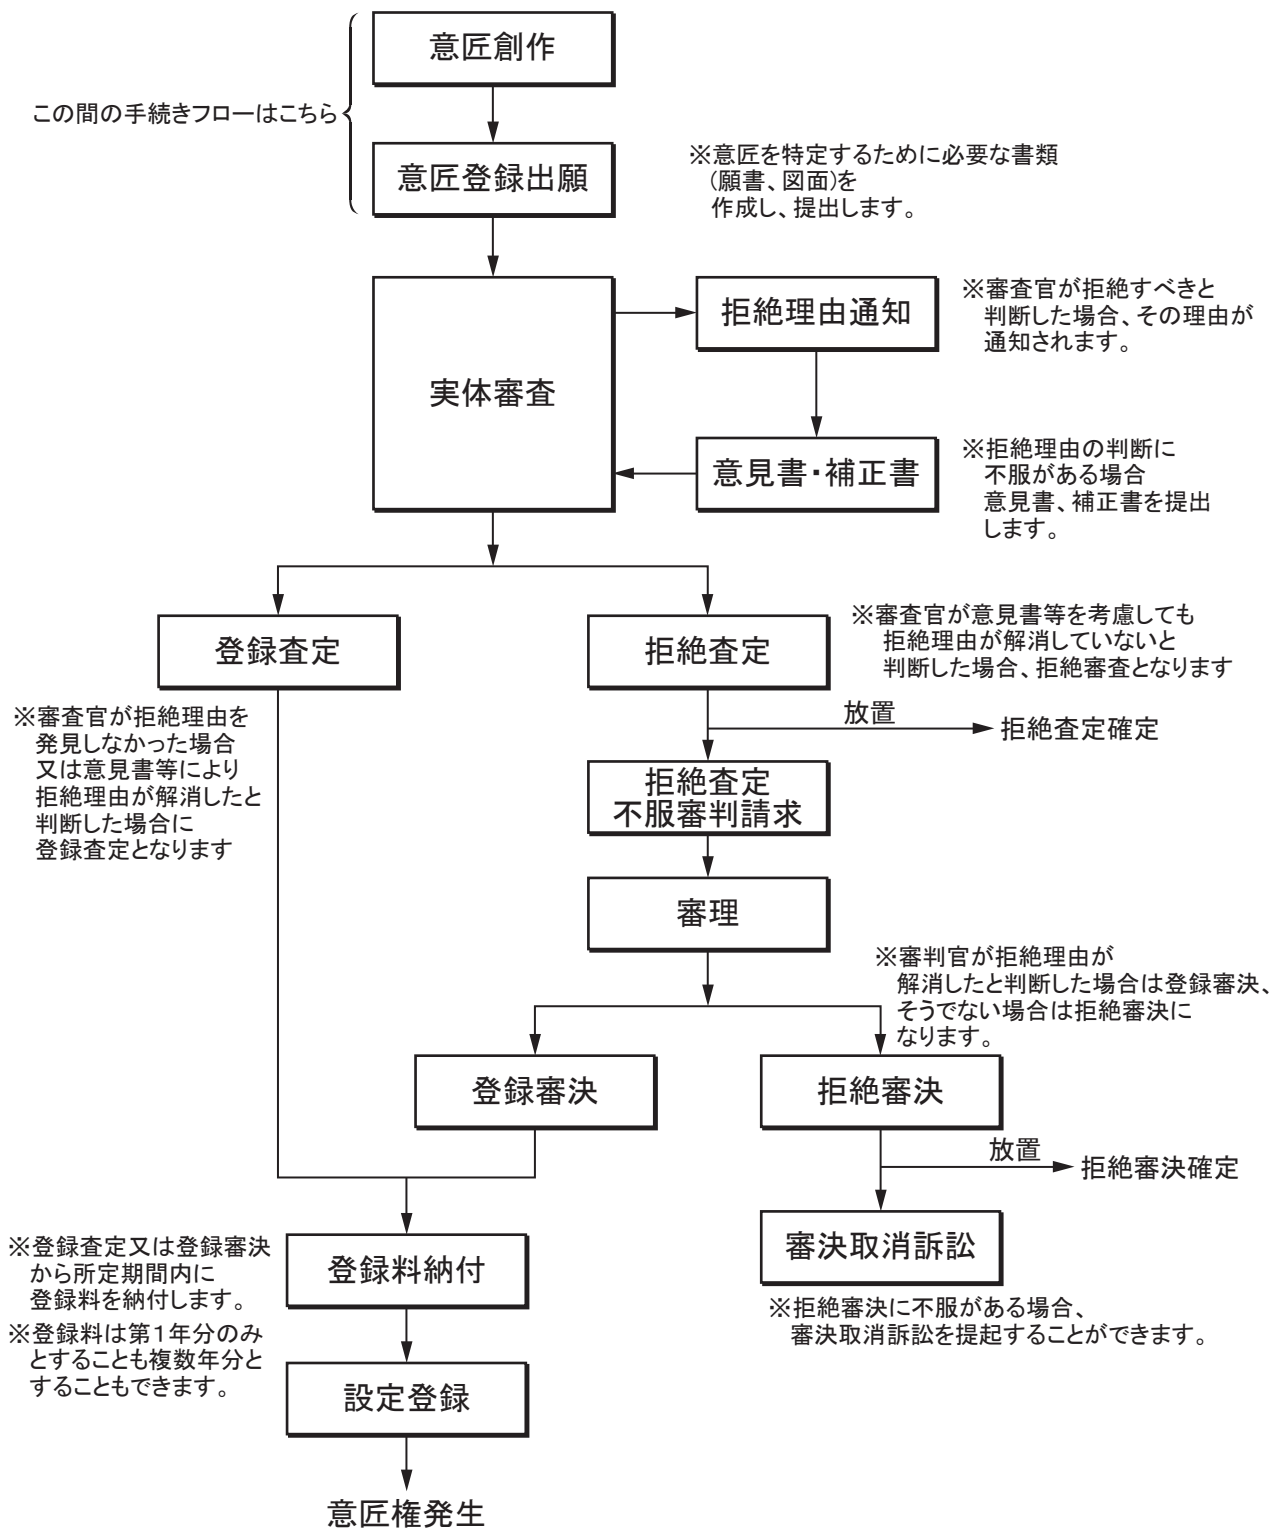 意匠創作
この間の手続きフローはこちら
意匠登録出願
※意匠を特定するために必要な書類
(願書、図面)を
作成し、提出します。
実体審査
拒絶理由通知
※審査官が拒絶すべきと
判断した場合、その理由が
通知されます。
意見書・補正書
※拒絶理由の判断に
不服がある場合
意見書、補正書を提出
します。
登録査定
※審査官が拒絶理由を
発見しなかった場合
又は意見書等により
拒絶理由が解消したと
判断した場合に
登録査定となります
拒絶査定
※審査官が意見書等を考慮しても
拒絶理由が解消していないと
判断した場合、拒絶審査となります
放置
拒絶査定確定
拒絶査定
不服審判請求
審理
※審判官が拒絶理由が
解消したと判断した場合は登録審決、
そうでない場合は拒絶審決に
なります。
登録審決
拒絶審決
放置
拒絶審決確定
審決取消訴訟
※拒絶審決に不服がある場合、
審決取消訴訟を提起することができます。
※登録査定又は登録審決
から所定期間内に
登録料を納付します。
※登録料は第1年分のみ
とすることも複数年分と
することもできます。
登録料納付
設定登録
意匠権発生